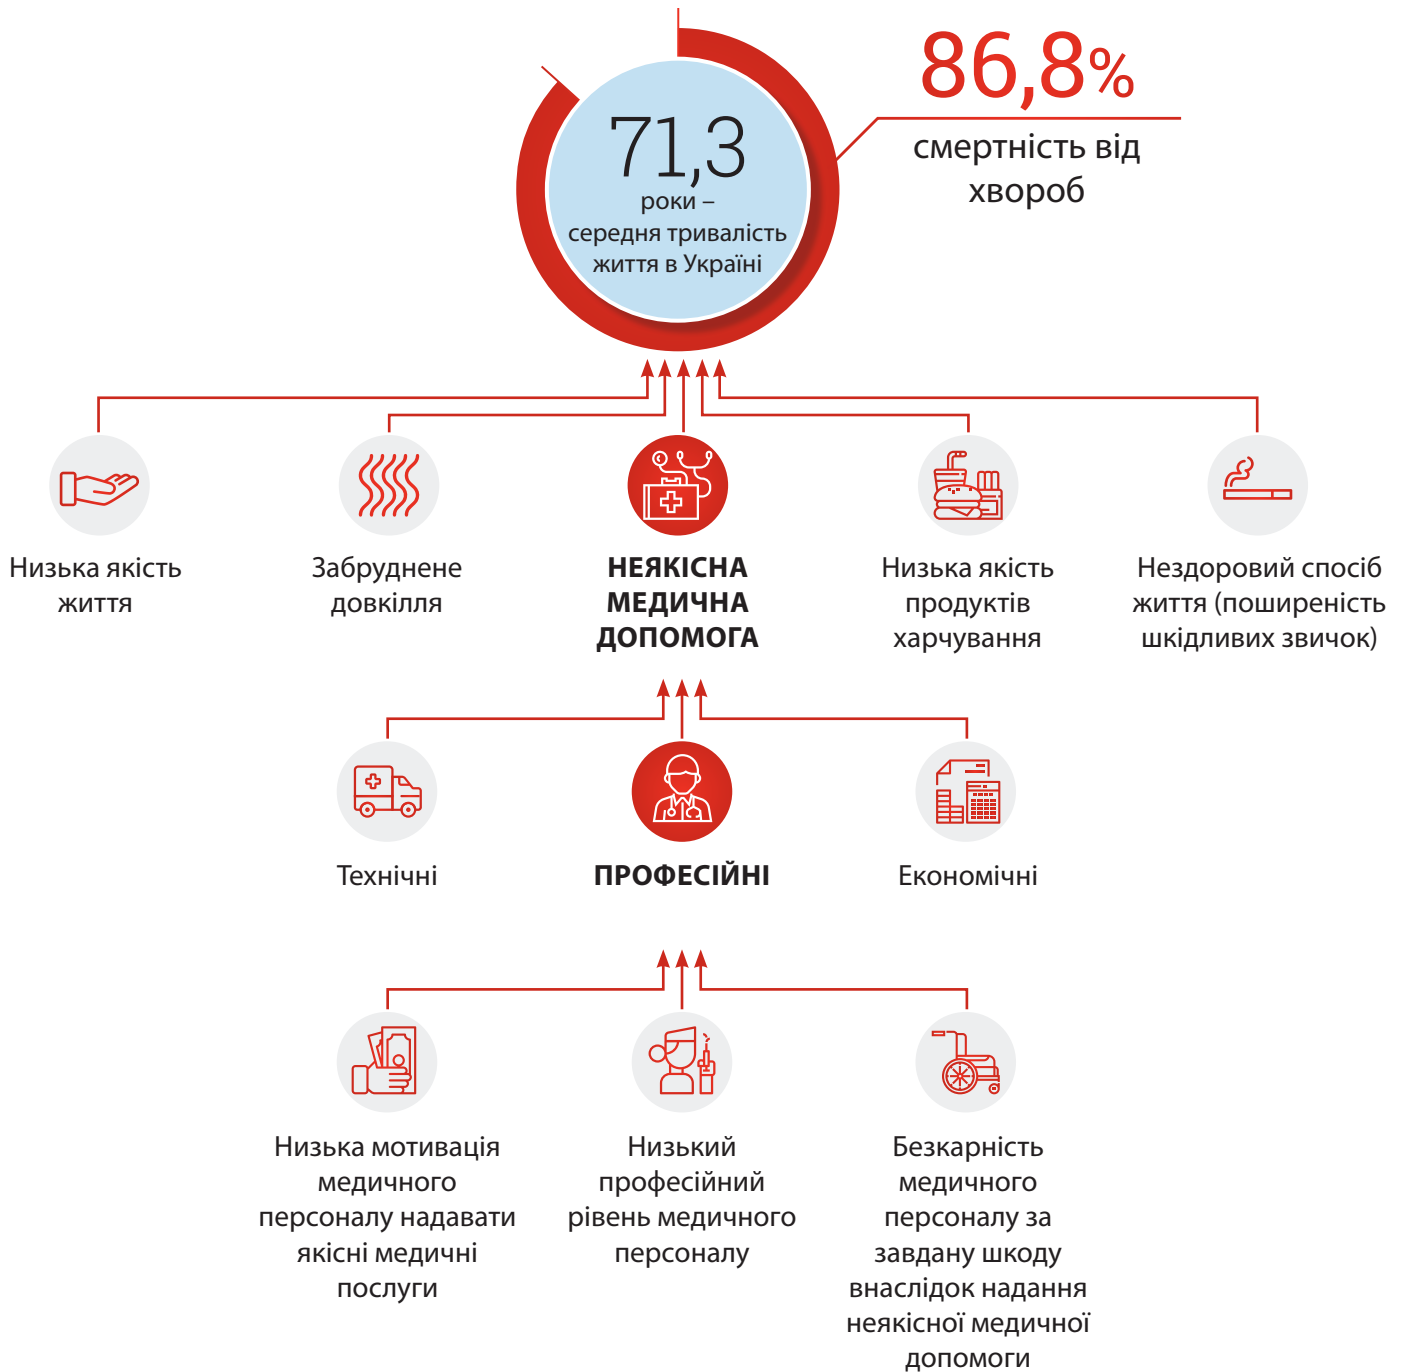 86,8%
смертність від
хвороб
71,3
роки –
середня тривалість
життя в Україні
Низька якість
життя
Забруднене
довкілля
НЕЯКІСНА
МЕДИЧНА
ДОПОМОГА
Низька якість
продуктів
харчування
Нездоровий спосіб
життя (поширеність
шкідливих звичок)
Технічні
ПРОФЕСІЙНІ
Економічні
Низька мотивація
медичного
персоналу надавати
якісні медичні
послуги
Низький
професійний
рівень медичного
персоналу
Безкарність
медичного
персоналу за
завдану шкоду
внаслідок надання
неякісної медичної
допомоги